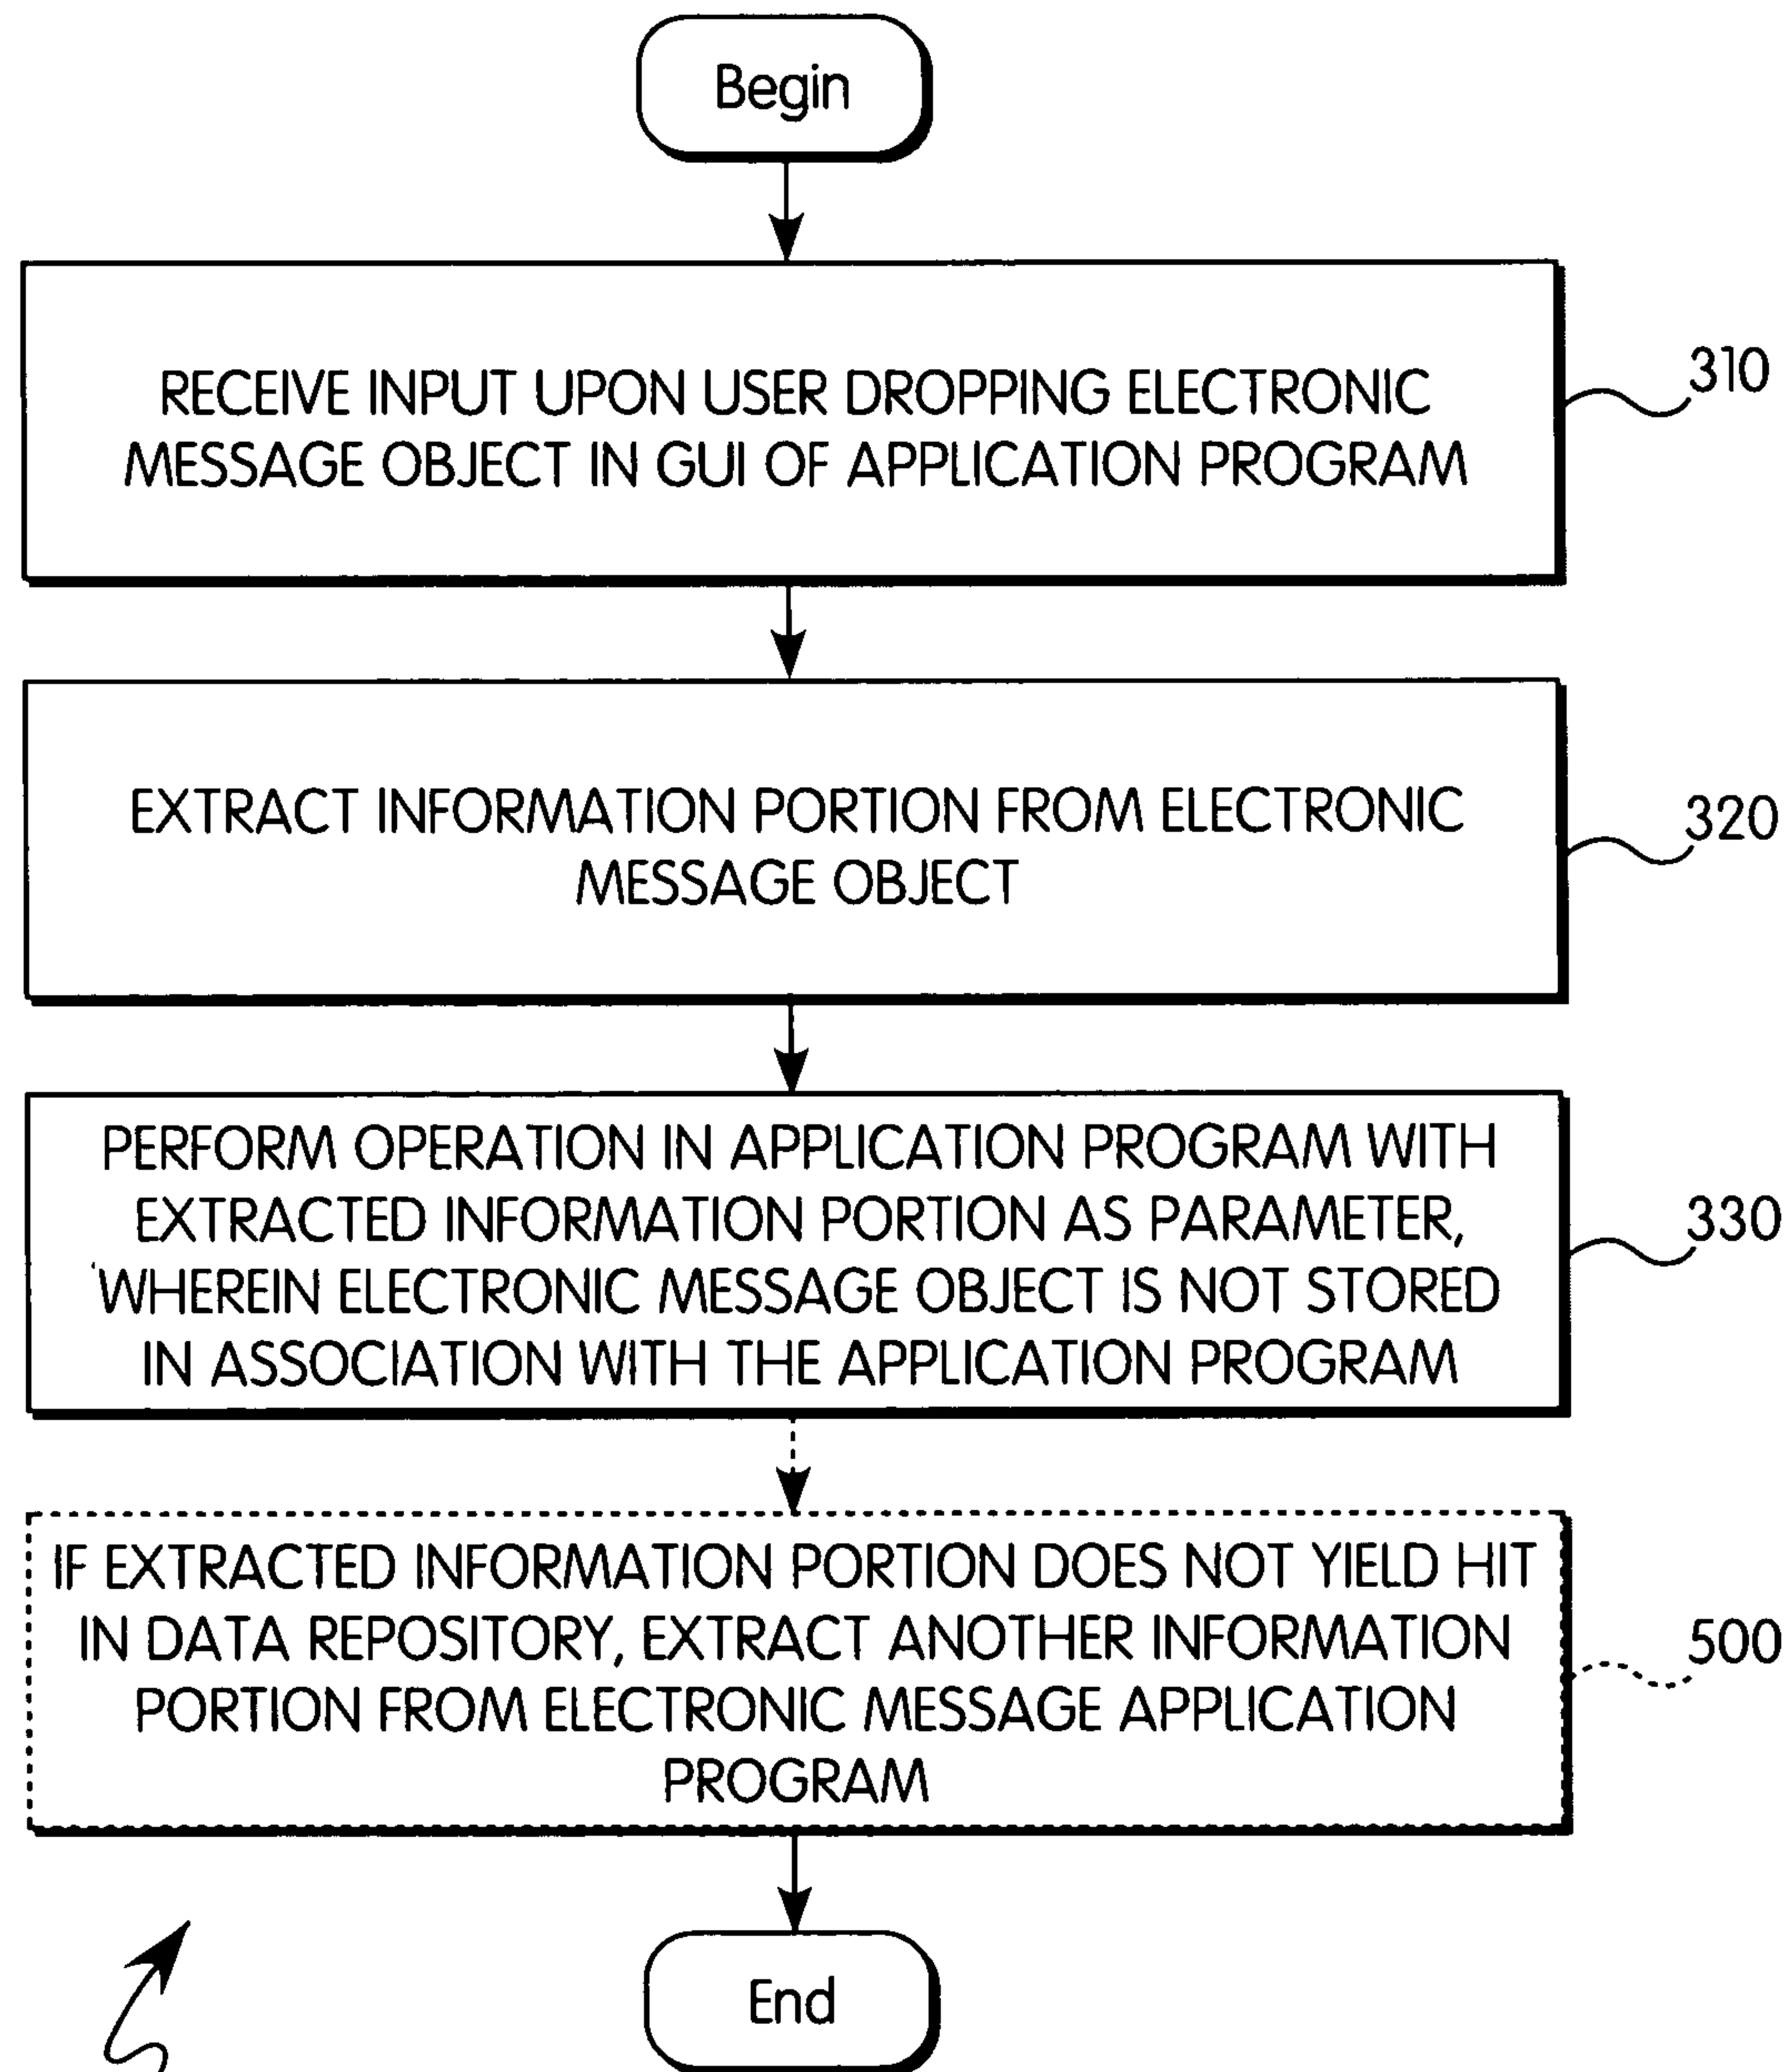 Begin
RECEIVE INPUT UPON USER DROPPING ELECTRONIC
MESSAGE OBJECT IN GUI OF APPLICATION PROGRAM
310
EXTRACT INFORMATION PORTION FROM ELECTRONIC
MESSAGE OBJECT
320
PERFORM OPERATION IN APPLICATION PROGRAM WITH
EXTRACTED INFORMATION PORTION AS PARAMETER,
WHEREIN ELECTRONIC MESSAGE OBJECT IS NOT STORED
IN ASSOCIATION WITH THE APPLICATION PROGRAM
330
IF EXTRACTED INFORMATION PORTION DOES NOT YIELD HIT
IN DATA REPOSITORY, EXTRACT ANOTHER INFORMATION
PORTION FROM ELECTRONIC MESSAGE APPLICATION
PROGRAM
500
End